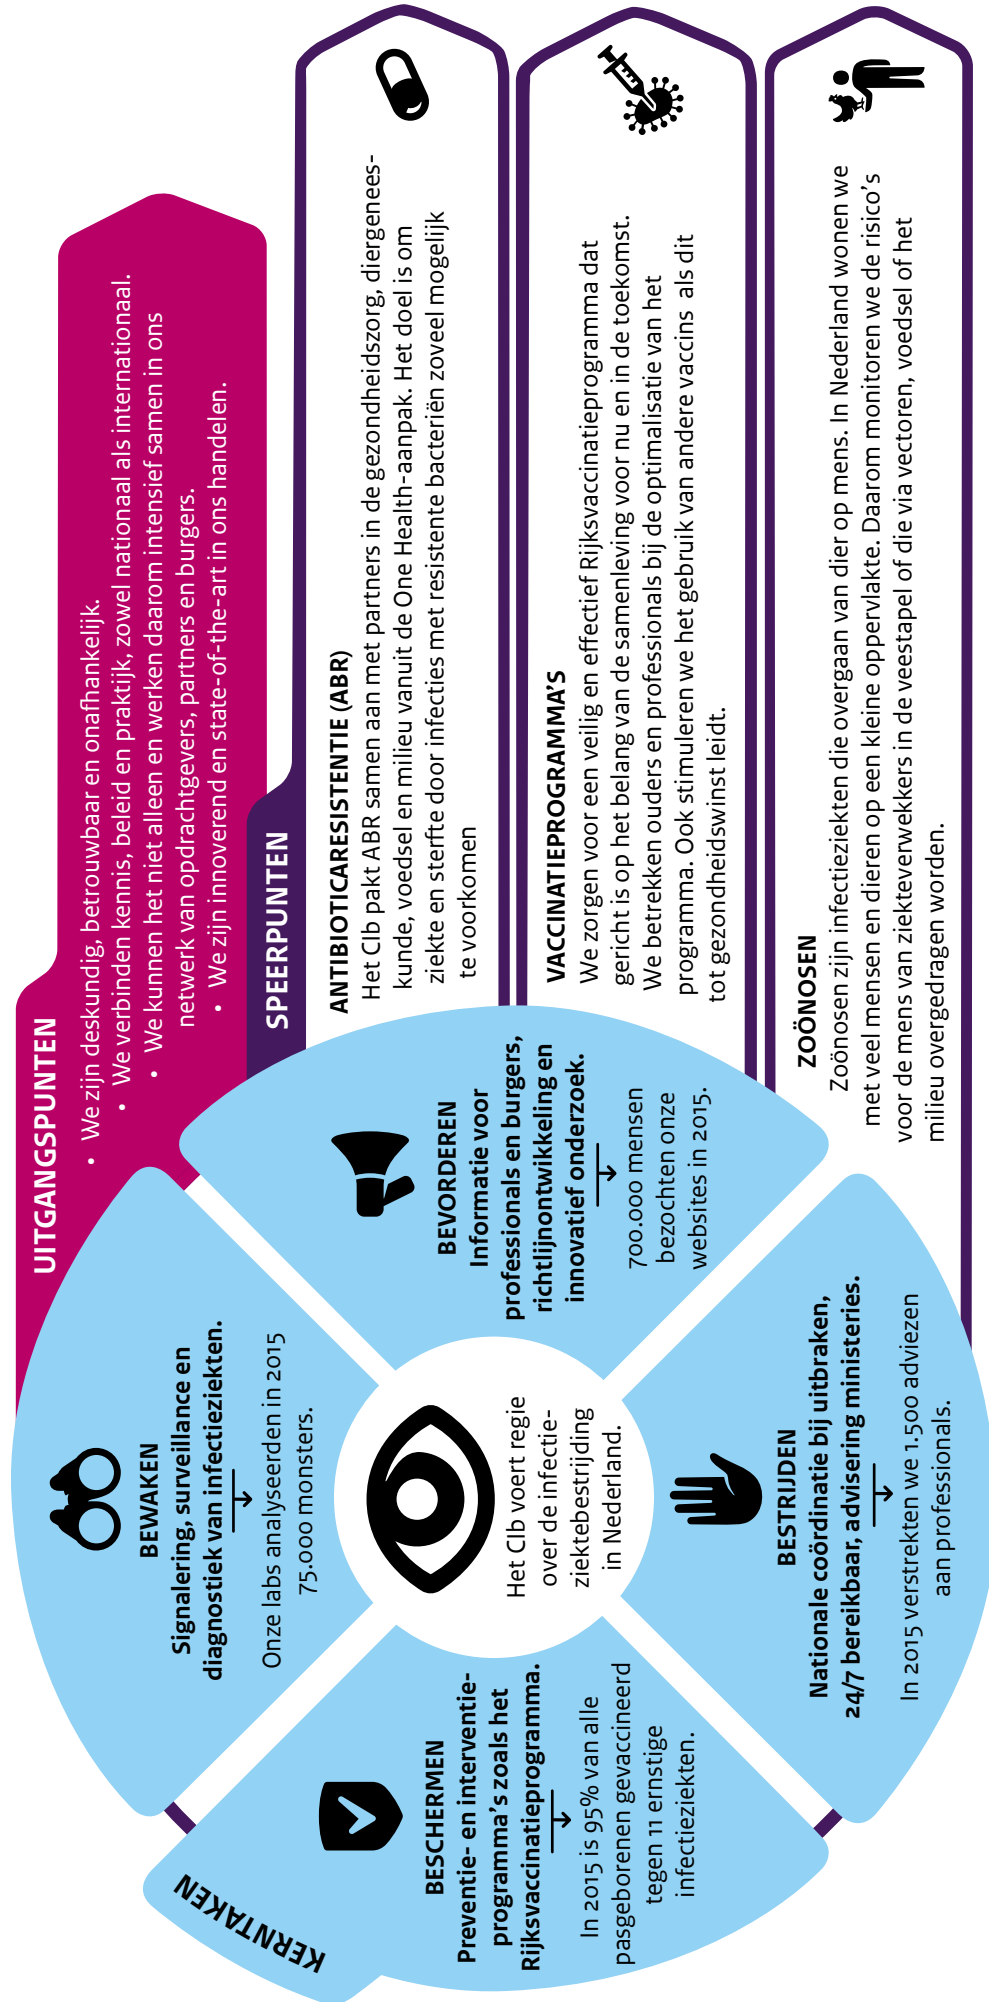 UITGANGSPUNTEN
• We zijn deskundig, betrouwbaar en onafhankelijk.
• We verbinden kennis, beleid en praktijk, zowel nationaal als internationaal.
• We kunnen het niet alleen en werken daarom intensief samen in ons
netwerk van opdrachtgevers, partners en burgers.
• We zijn innoverend en state-of-the-art in ons handelen.
SPEERPUNTEN
ANTIBIOTICARESISTENTIE (ABR)
Het CIb pakt ABR samen aan met partners in de gezondheidszorg, diergenees-
kunde, voedsel en milieu vanuit de One Health-aanpak. Het doel is om
ziekte en sterfte door infecties met resistente bacteriën zoveel mogelijk
te voorkomen
VACCINATIEPROGRAMMA'S
We zorgen voor een veilig en effectief Rijksvaccinatieprogramma dat
gericht is op het belang van de samenleving voor nu en in de toekomst.
We betrekken ouders en professionals bij de optimalisatie van het
programma. Ook stimuleren we het gebruik van andere vaccins als dit
tot gezondheidswinst leidt.
ZOÖNOSEN
Zoönosen zijn infectieziekten die overgaan van dier op mens. In Nederland wonen we
met veel mensen en dieren op een kleine oppervlakte. Daarom monitoren we de risico's
voor de mens van ziekteverwekkers in de veestapel of die via vectoren, voedsel of het
milieu overgedragen worden.
KERNTAKEN
BEWAKEN
Signalering, surveillance en
diagnostiek van infectieziekten.
Onze labs analyseerden in 2015
75.000 monsters.
BEVORDEREN
Informatie voor
professionals en burgers,
richtlijnontwikkeling en
innovatief onderzoek.
700.000 mensen
bezochten onze
websites in 2015.
BESCHERMEN
Preventie- en interventie-
programma's zoals het
Rijksvaccinatieprogramma.
In 2015 is 95% van alle
pasgeborenen gevaccineerd
tegen 11 ernstige
infectieziekten.
BESTRIJDEN
Nationale coördinatie bij uitbraken,
24/7 bereikbaar, advisering ministeries.
In 2015 verstrekten we 1.500 adviezen
aan professionals.
Het CIb voert regie
over de infectie-
ziektebestrijding
in Nederland.